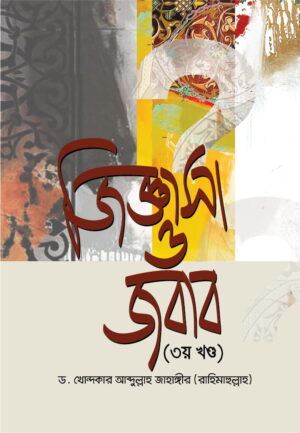 জিজ্ঞাসা
ও
জবাব
(৩য় খণ্ড)
ড. খোন্দকার আব্দুল্লাহ জাহাঙ্গীর (রাহিমাহুল্লাহ)